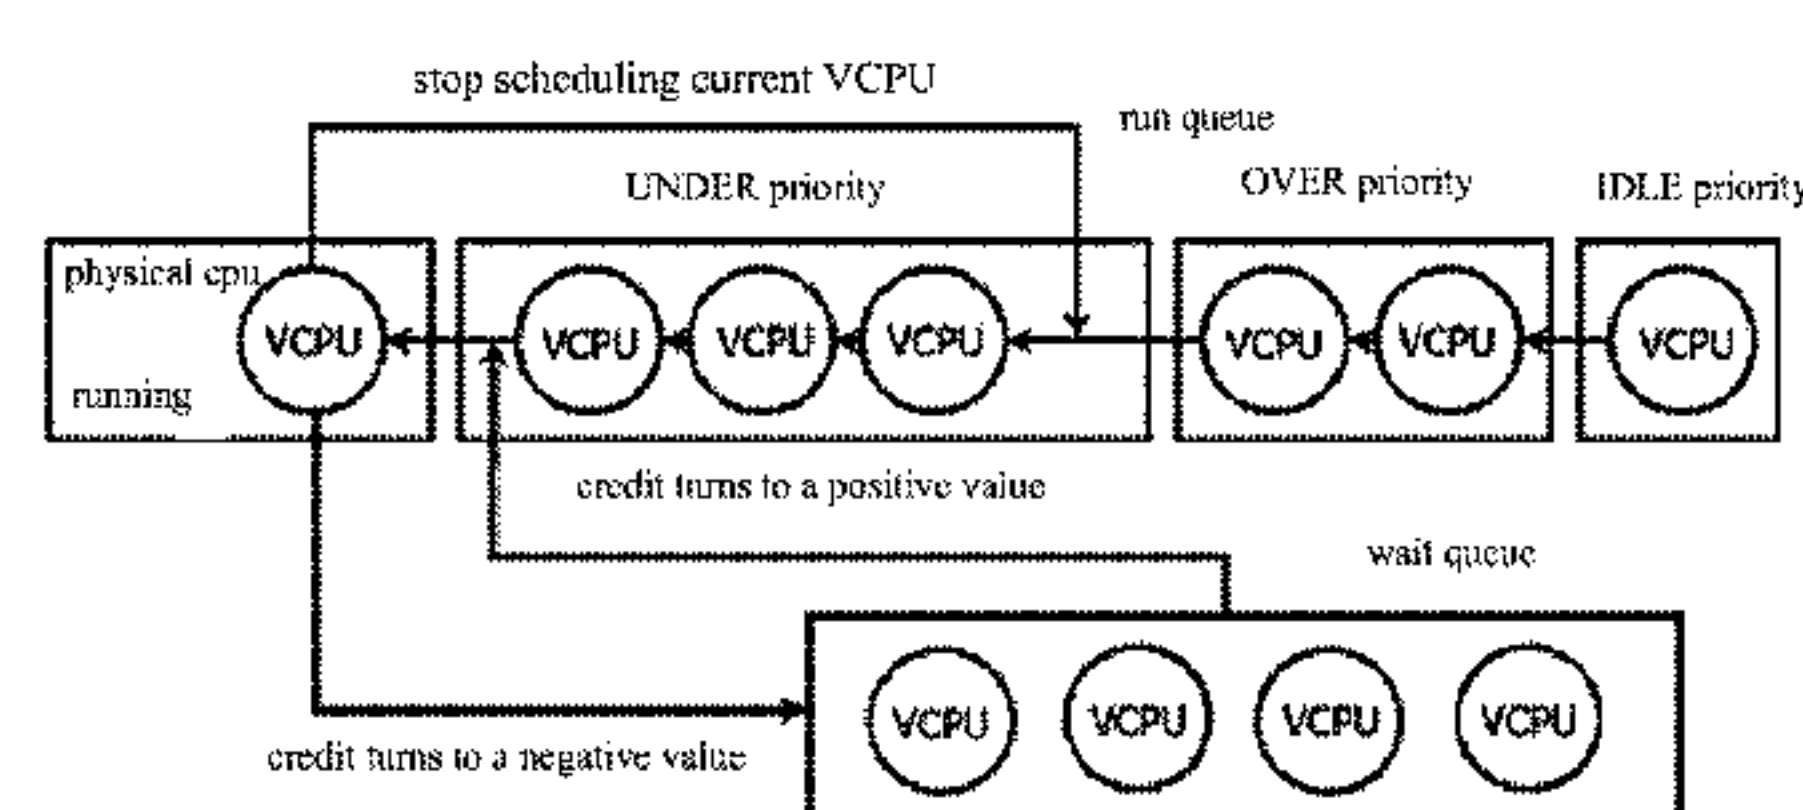 stop scheduling current VCPU
run queue
UNDER priority
OVER priority
IDLE priority
physical cpu
running
VCPU
VCPU
VCPU
VCPU
VCPU
VCPU
VCPU
credit turns to a positive value
wait queue
VCPU
VCPU
VCPU
VCPU
credit turns to a negative value